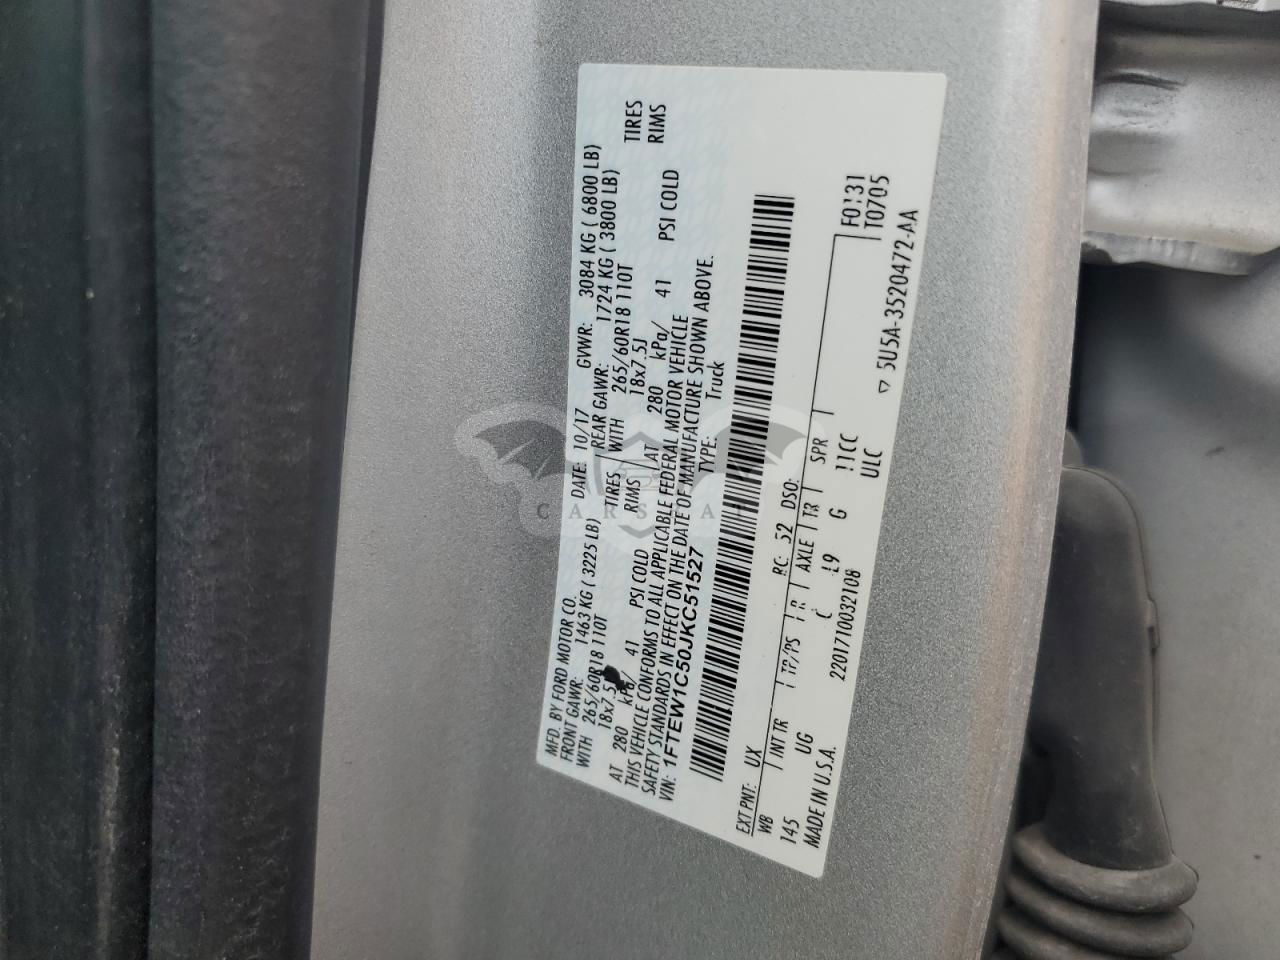 MFD. BY FORD MOTOR CO.
DATE: 10/17 GVWR: 3084 KG ( 6800 LB)
FRONT GAWR: 1463 KG ( 3225 LB)
REAR GAWR: 1724 KG ( 3800 LB)
WITH 265/60R18 110T TIRES
WITH 265/60R18 110T TIRES
18x7.5J RIMS
18x7.5J RIMS
AT 280 kPa/ 41 PSI COLD
AT 280 kPa/ 41 PSI COLD
THIS VEHICLE CONFORMS TO ALL APPLICABLE FEDERAL MOTOR VEHICLE
SAFETY STANDARDS IN EFFECT ON THE DATE OF MANUFACTURE SHOWN ABOVE.
VIN: 1FTEW1C50JKC51527
TYPE: Truck
EXT PNT: UX RC: 52 DSO: F0131
WB INT TR TP/PS R AXLE TR SPR T0705
145 UG C L9 G 11CC
MADE IN U.S.A. 2201710032108 ULC
▽ 5U5A-3520472-AA